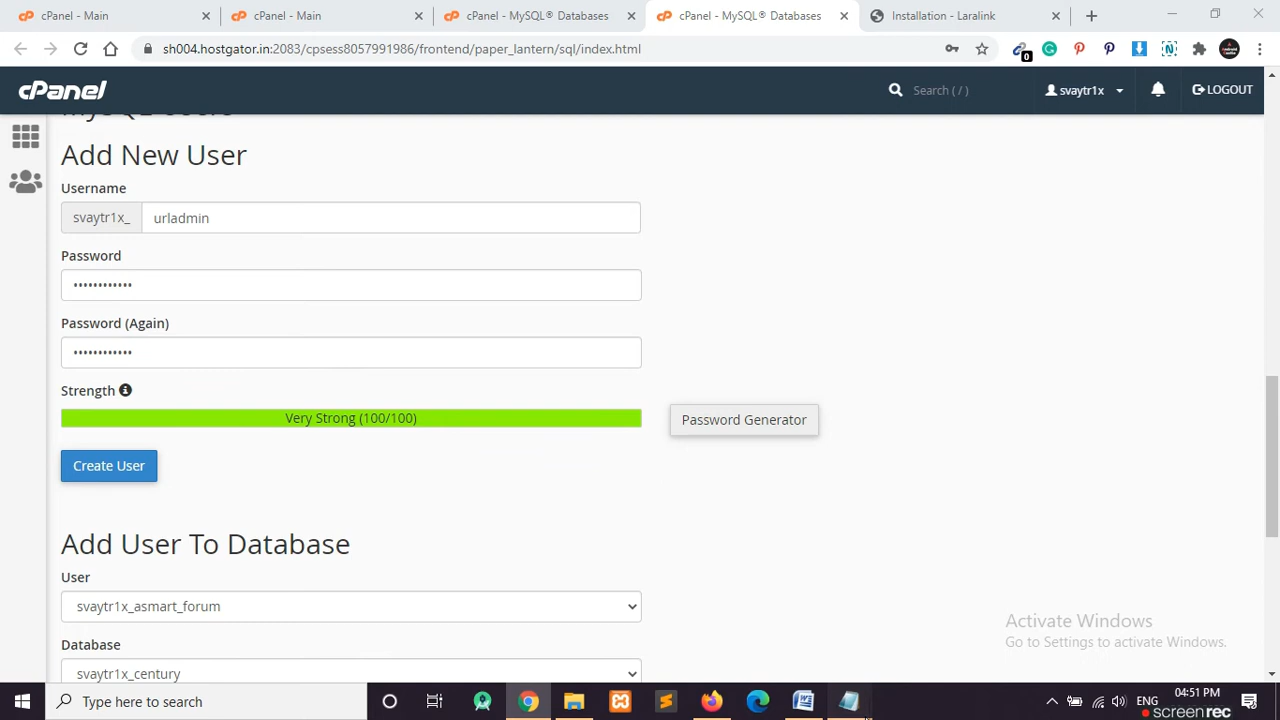 cPanel - Main
cPanel - Main
cPanel - MySQL® Databases
cPanel - MySQL® Databases
Installation - Laralink
sh004.hostgator.in:2083/cpsess8057991986/frontend/paper_lantern/sql/index.html
0
cPanel
Search ( / )
svaytr1x
LOGOUT
MySQL Users
Add New User
Username
svaytr1x_
urladmin
Password
••••••••••••
Password (Again)
••••••••••••
Strength
Very Strong (100/100)
Password Generator
Create User
Add User To Database
User
svaytr1x_asmart_forum
Database
svaytr1x_century
Activate Windows
Go to Settings to activate Windows.
Type here to search
ENG
04:51 PM
screenrec